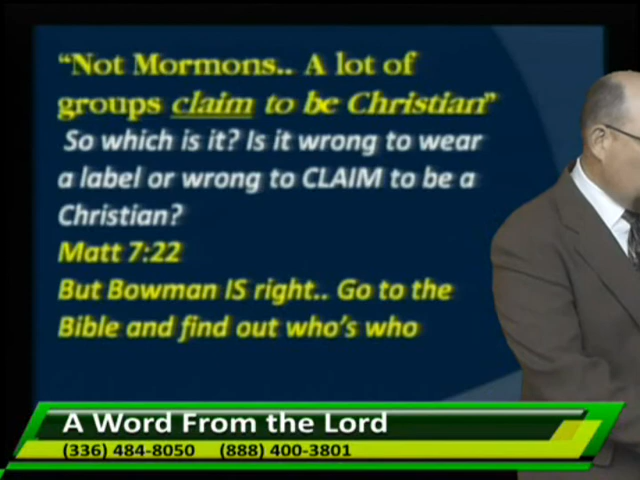 “Not Mormons.. A lot of
groups claim to be Christian”
So which is it? Is it wrong to wear
a label or wrong to CLAIM to be a
Christian?
Matt 7:22
But Bowman IS right.. Go to the
Bible and find out who's who
A Word From the Lord
(336) 484-8050 (888) 400-3801